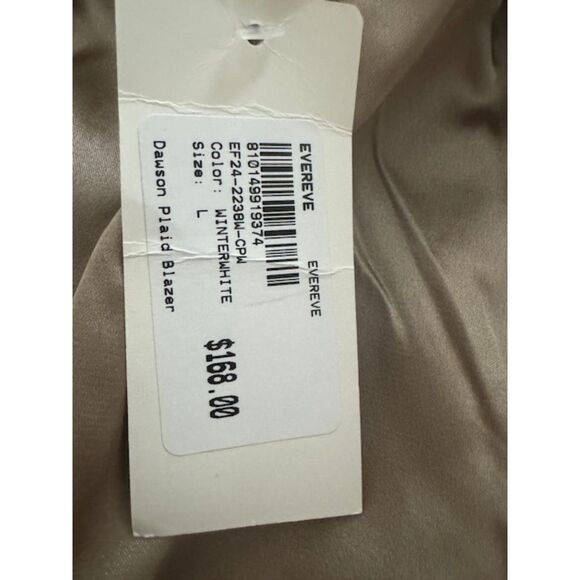 EVEREVE EVEREVE
810149919374
EF24-2238W-CPW
Color: WINTERWHITE
Size: L
$168.00
Dawson Plaid Blazer